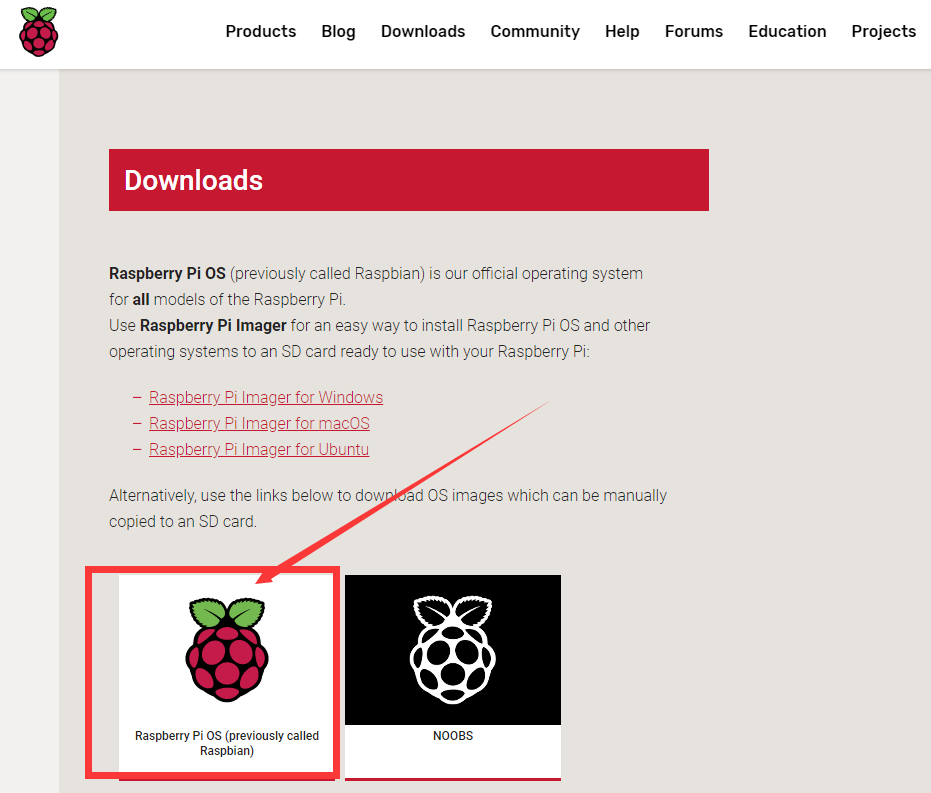 Products Blog Downloads Community Help Forums Education Projects
Downloads
Raspberry Pi OS (previously called Raspbian) is our official operating system
for all models of the Raspberry Pi.
Use Raspberry Pi Imager for an easy way to install Raspberry Pi OS and other
operating systems to an SD card ready to use with your Raspberry Pi:
– Raspberry Pi Imager for Windows
– Raspberry Pi Imager for macOS
– Raspberry Pi Imager for Ubuntu
Alternatively, use the links below to download OS images which can be manually
copied to an SD card.
Raspberry Pi OS (previously called
Raspbian)
NOOBS